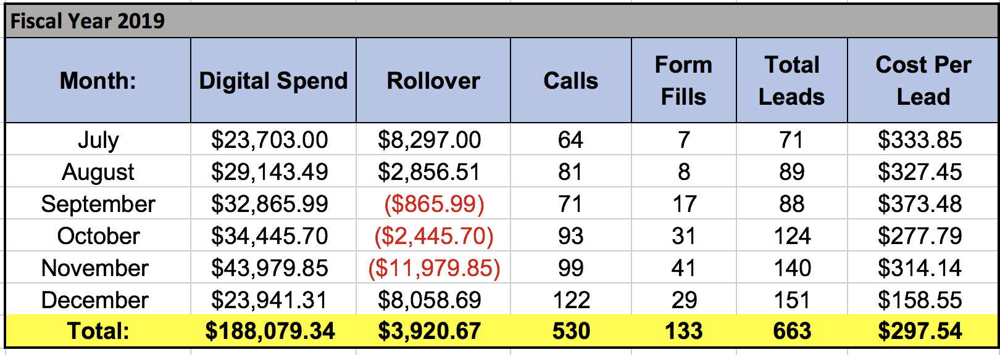 Fiscal Year 2019
Month: Digital Spend Rollover Calls Form Fills Total Leads Cost Per Lead
July $23,703.00 $8,297.00 64 7 71 $333.85
August $29,143.49 $2,856.51 81 8 89 $327.45
September $32,865.99 ($865.99) 71 17 88 $373.48
October $34,445.70 ($2,445.70) 93 31 124 $277.79
November $43,979.85 ($11,979.85) 99 41 140 $314.14
December $23,941.31 $8,058.69 122 29 151 $158.55
Total: $188,079.34 $3,920.67 530 133 663 $297.54